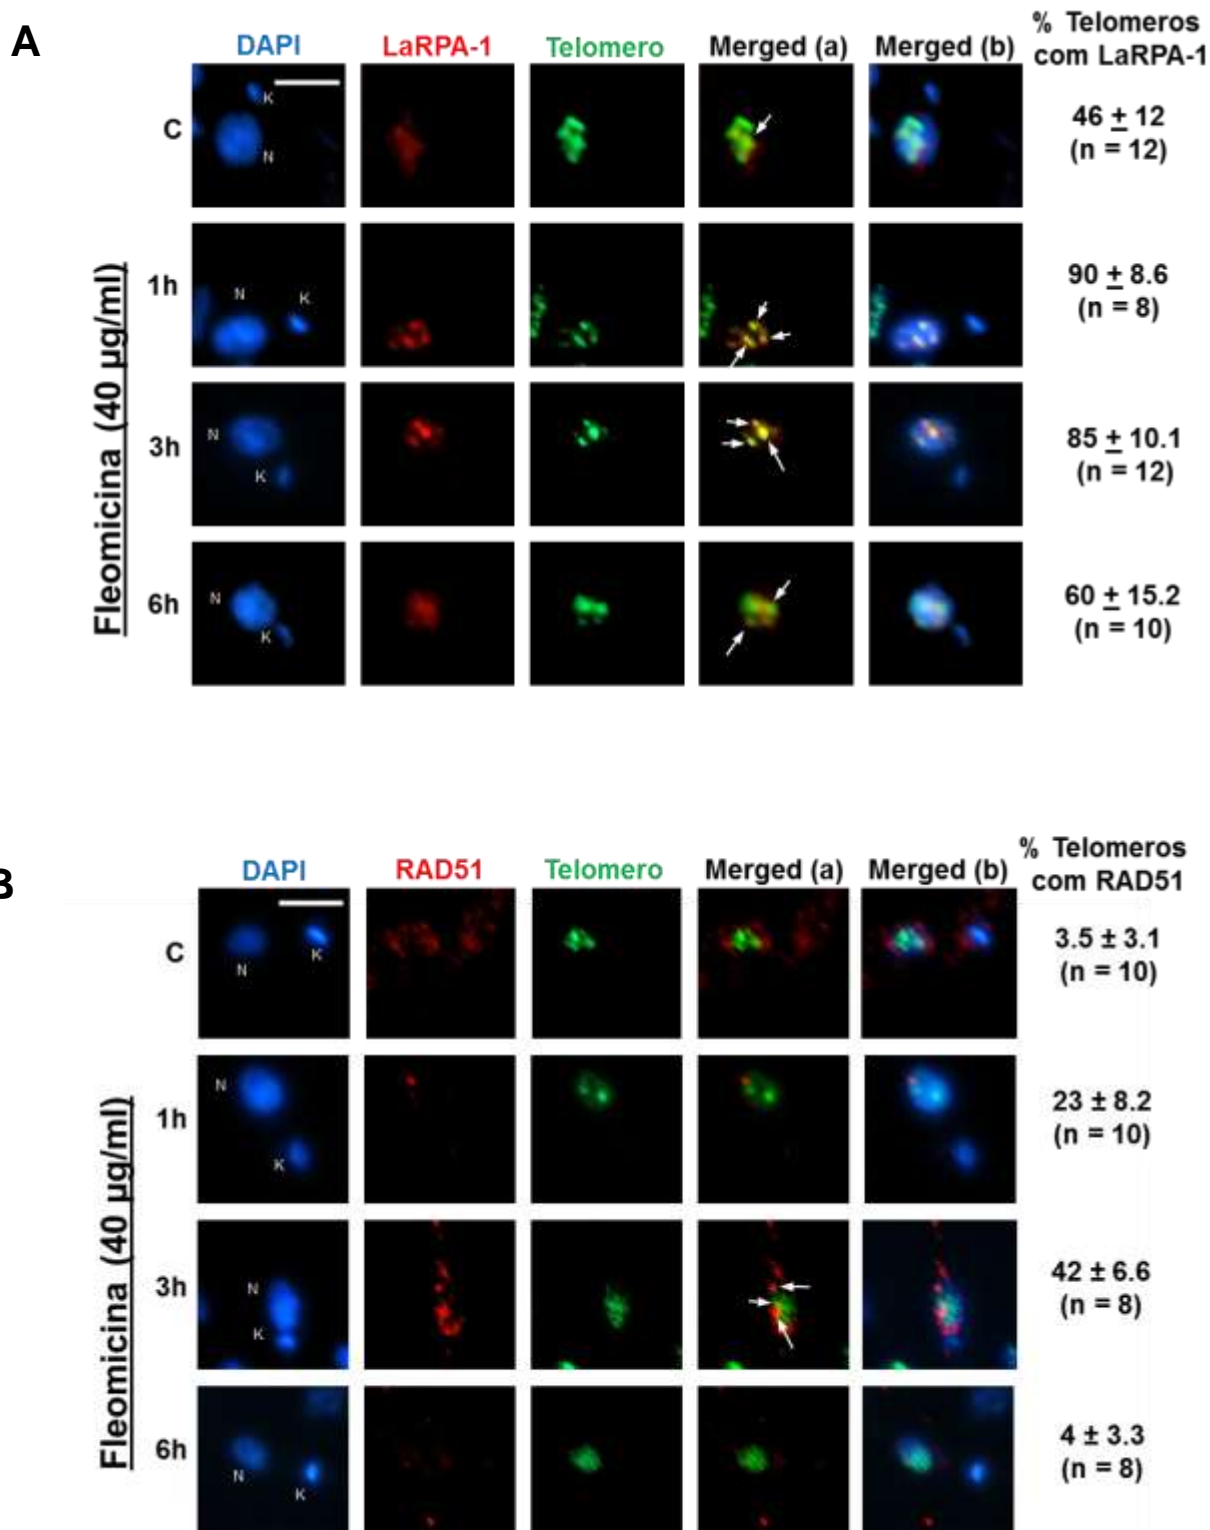 A
DAPI
LaRPA-1
Telomero
Merged (a)
Merged (b)
% Telomeros
com LaRPA-1
Fleomicina (40 µg/ml)
C
K
N
46 ± 12
(n = 12)
1h
N
K
90 ± 8.6
(n = 8)
3h
N
K
85 ± 10.1
(n = 12)
6h
N
K
60 ± 15.2
(n = 10)
B
DAPI
RAD51
Telomero
Merged (a)
Merged (b)
% Telomeros
com RAD51
Fleomicina (40 µg/ml)
C
N
K
3.5 ± 3.1
(n = 10)
1h
N
K
23 ± 8.2
(n = 10)
3h
N
K
42 ± 6.6
(n = 8)
6h
N
K
4 ± 3.3
(n = 8)